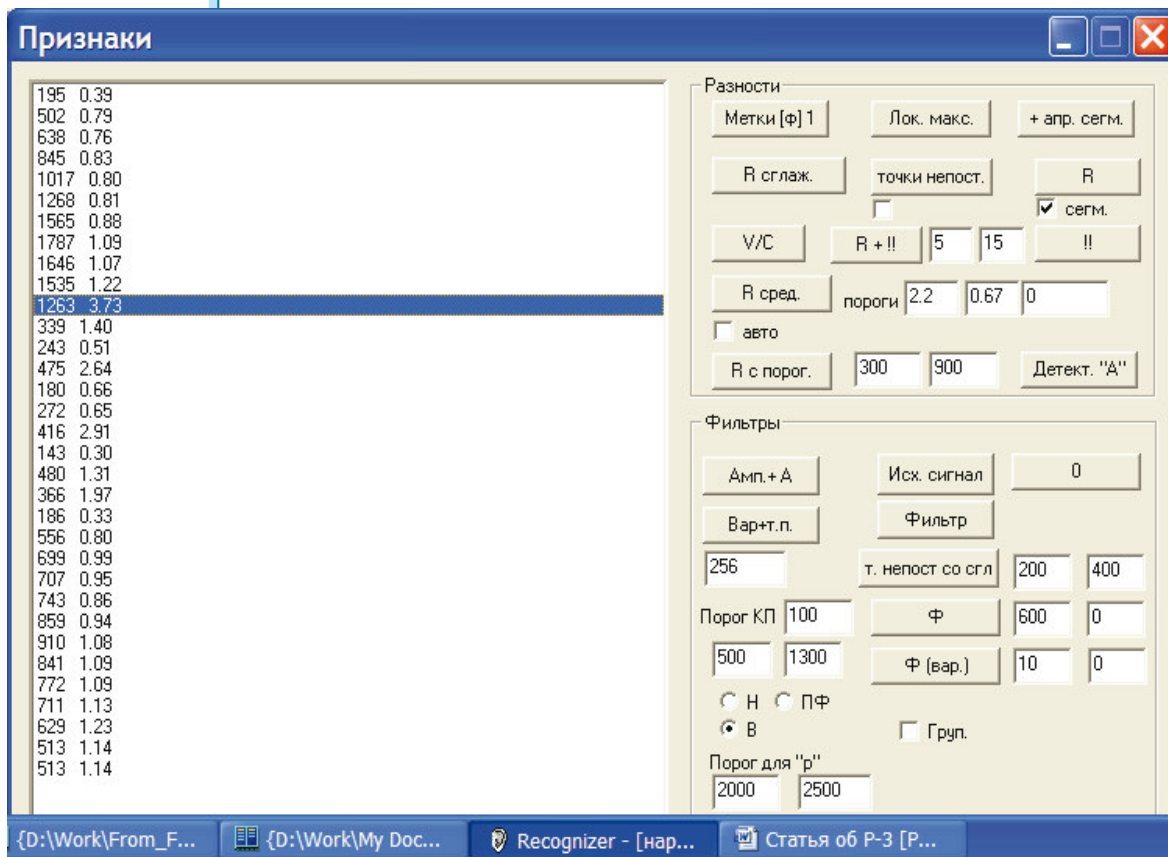 Признаки
195 0.39
502 0.79
638 0.76
845 0.83
1017 0.80
1268 0.81
1565 0.88
1787 1.09
1646 1.07
1535 1.22
1263 3.73
339 1.40
243 0.51
475 2.64
180 0.66
272 0.65
416 2.91
143 0.30
480 1.31
366 1.97
186 0.33
556 0.80
699 0.99
707 0.95
743 0.86
859 0.94
910 1.08
841 1.09
772 1.09
711 1.13
629 1.23
513 1.14
513 1.14
Разности
Метки [ф] 1 Лок. макс. + апр. сегм.
R сглаж. точки непост. R
сегм.
V/C R + !! 5 15 !!
R сред. пороги 2.2 0.67 0
авто
R с порог. 300 900 Детект. "А"
Фильтры
Амп.+ А Исх. сигнал 0
Вар+т.п. Фильтр
256 т. непост со сгл 200 400
Порог КП 100 Ф 600 0
500 1300 Ф (вар.) 10 0
Н ПФ
В Груп.
Порог для "р"
2000 2500
{D:\Work\From_F... {D:\Work\My Doc... Recognizer - [нар... Статья об Р-3 [Р...